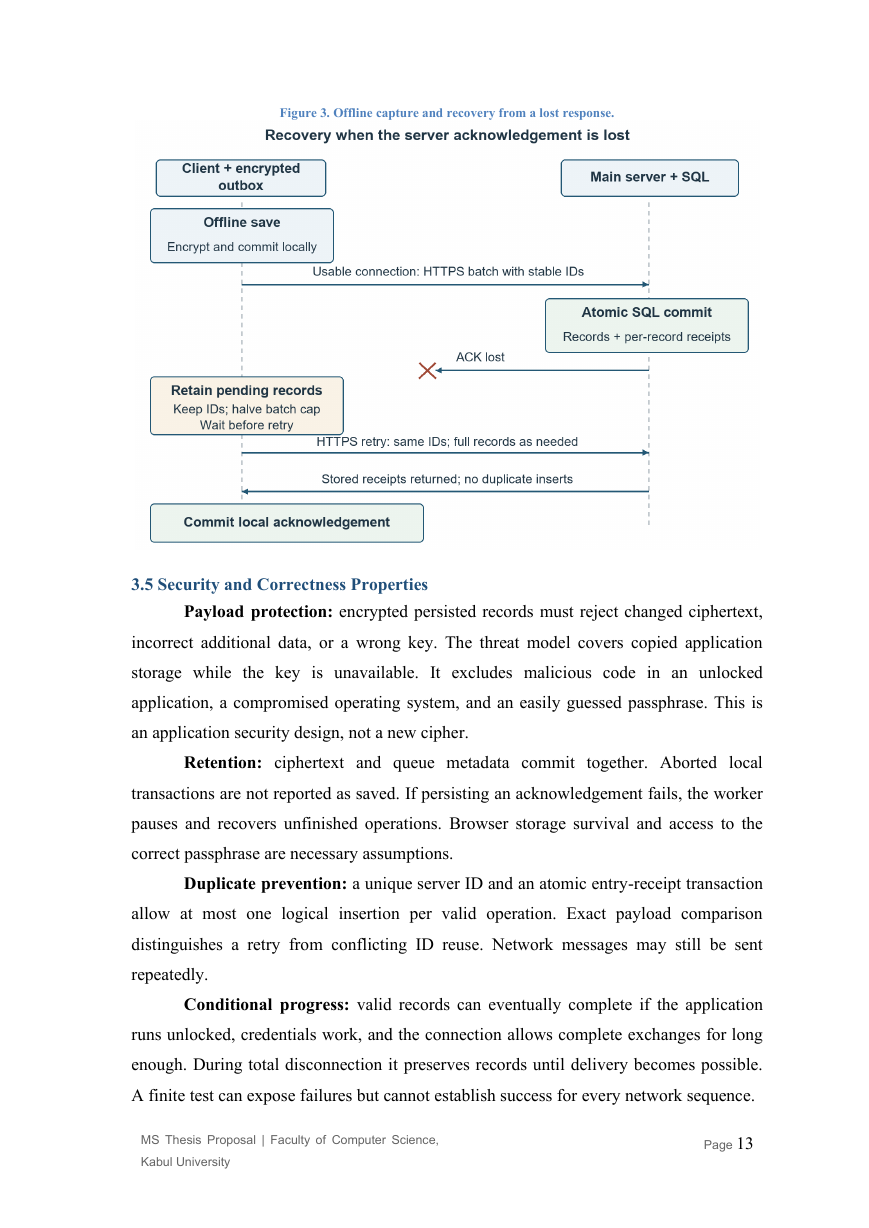 Figure 3. Offline capture and recovery from a lost response.
Recovery when the server acknowledgement is lost
Client + encrypted
outbox
Main server + SQL
Offline save
Encrypt and commit locally
Usable connection: HTTPS batch with stable IDs
Atomic SQL commit
Records + per-record receipts
ACK lost
Retain pending records
Keep IDs; halve batch cap
Wait before retry
HTTPS retry: same IDs; full records as needed
Stored receipts returned; no duplicate inserts
Commit local acknowledgement
3.5 Security and Correctness Properties
Payload protection: encrypted persisted records must reject changed ciphertext,
incorrect additional data, or a wrong key. The threat model covers copied application
storage while the key is unavailable. It excludes malicious code in an unlocked
application, a compromised operating system, and an easily guessed passphrase. This is
an application security design, not a new cipher.
Retention: ciphertext and queue metadata commit together. Aborted local
transactions are not reported as saved. If persisting an acknowledgement fails, the worker
pauses and recovers unfinished operations. Browser storage survival and access to the
correct passphrase are necessary assumptions.
Duplicate prevention: a unique server ID and an atomic entry-receipt transaction
allow at most one logical insertion per valid operation. Exact payload comparison
distinguishes a retry from conflicting ID reuse. Network messages may still be sent
repeatedly.
Conditional progress: valid records can eventually complete if the application
runs unlocked, credentials work, and the connection allows complete exchanges for long
enough. During total disconnection it preserves records until delivery becomes possible.
A finite test can expose failures but cannot establish success for every network sequence.
MS Thesis Proposal | Faculty of Computer Science,
Kabul University
Page 13